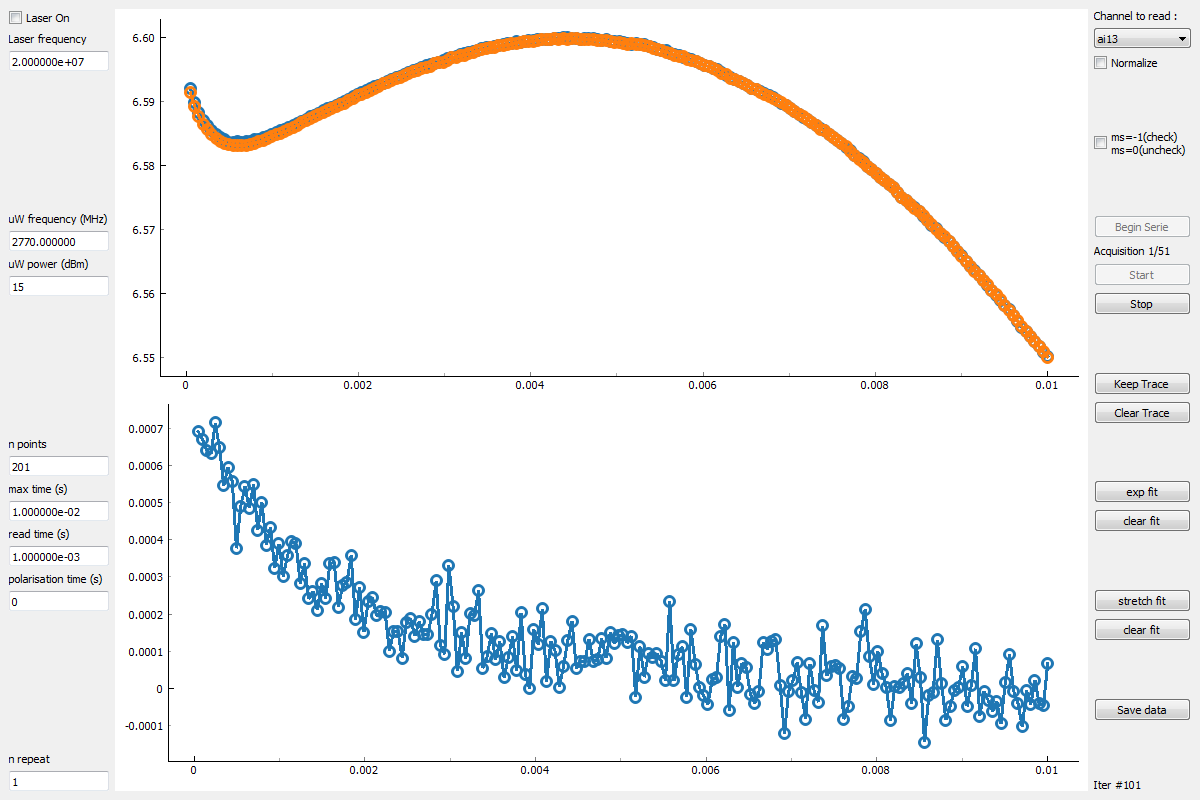 Laser On
Laser frequency
2.000000e+07
uW frequency (MHz)
2770.000000
uW power (dBm)
15
n points
201
max time (s)
1.000000e-02
read time (s)
1.000000e-03
polarisation time (s)
0
n repeat
1
6.60
6.59
6.58
6.57
6.56
6.55
0 0.002 0.004 0.006 0.008 0.01
0.0007
0.0006
0.0005
0.0004
0.0003
0.0002
0.0001
0
-0.0001
0 0.002 0.004 0.006 0.008 0.01
Channel to read :
ai13
Normalize
ms=-1(check)
ms=0(uncheck)
Begin Serie
Acquisition 1/51
Start
Stop
Keep Trace
Clear Trace
exp fit
clear fit
stretch fit
clear fit
Save data
Iter #101